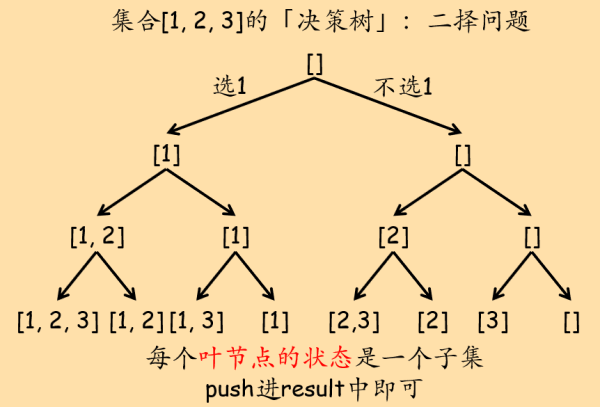 集合[1, 2, 3]的「决策树」：二择问题
[]
选1 不选1
[1] []
[1, 2] [1] [2] []
[1, 2, 3] [1, 2] [1, 3] [1] [2,3] [2] [3] []
每个叶节点的状态是一个子集
push进result中即可